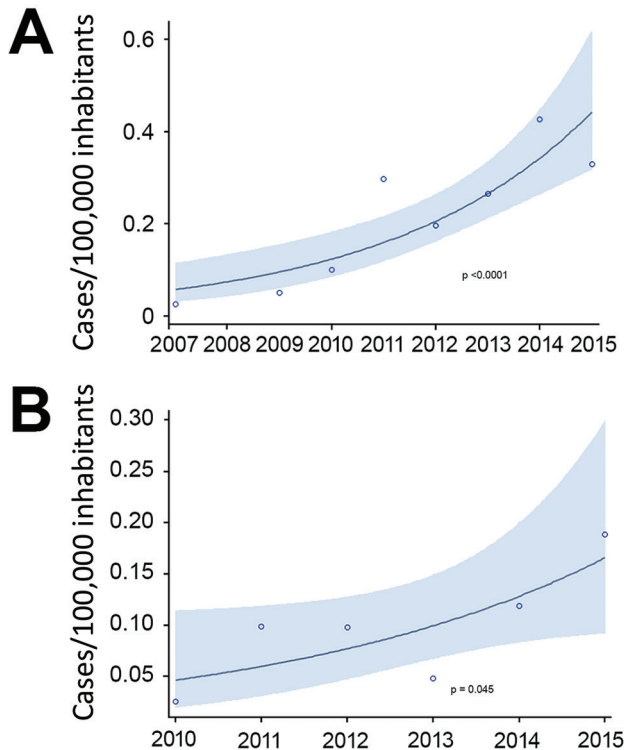 A
Cases/100,000 inhabitants
0.6
0.4
0.2
0
p <0.0001
2007 2008 2009 2010 2011 2012 2013 2014 2015
B
Cases/100,000 inhabitants
0.30
0.25
0.20
0.15
0.10
0.05
p = 0.045
2010 2011 2012 2013 2014 2015